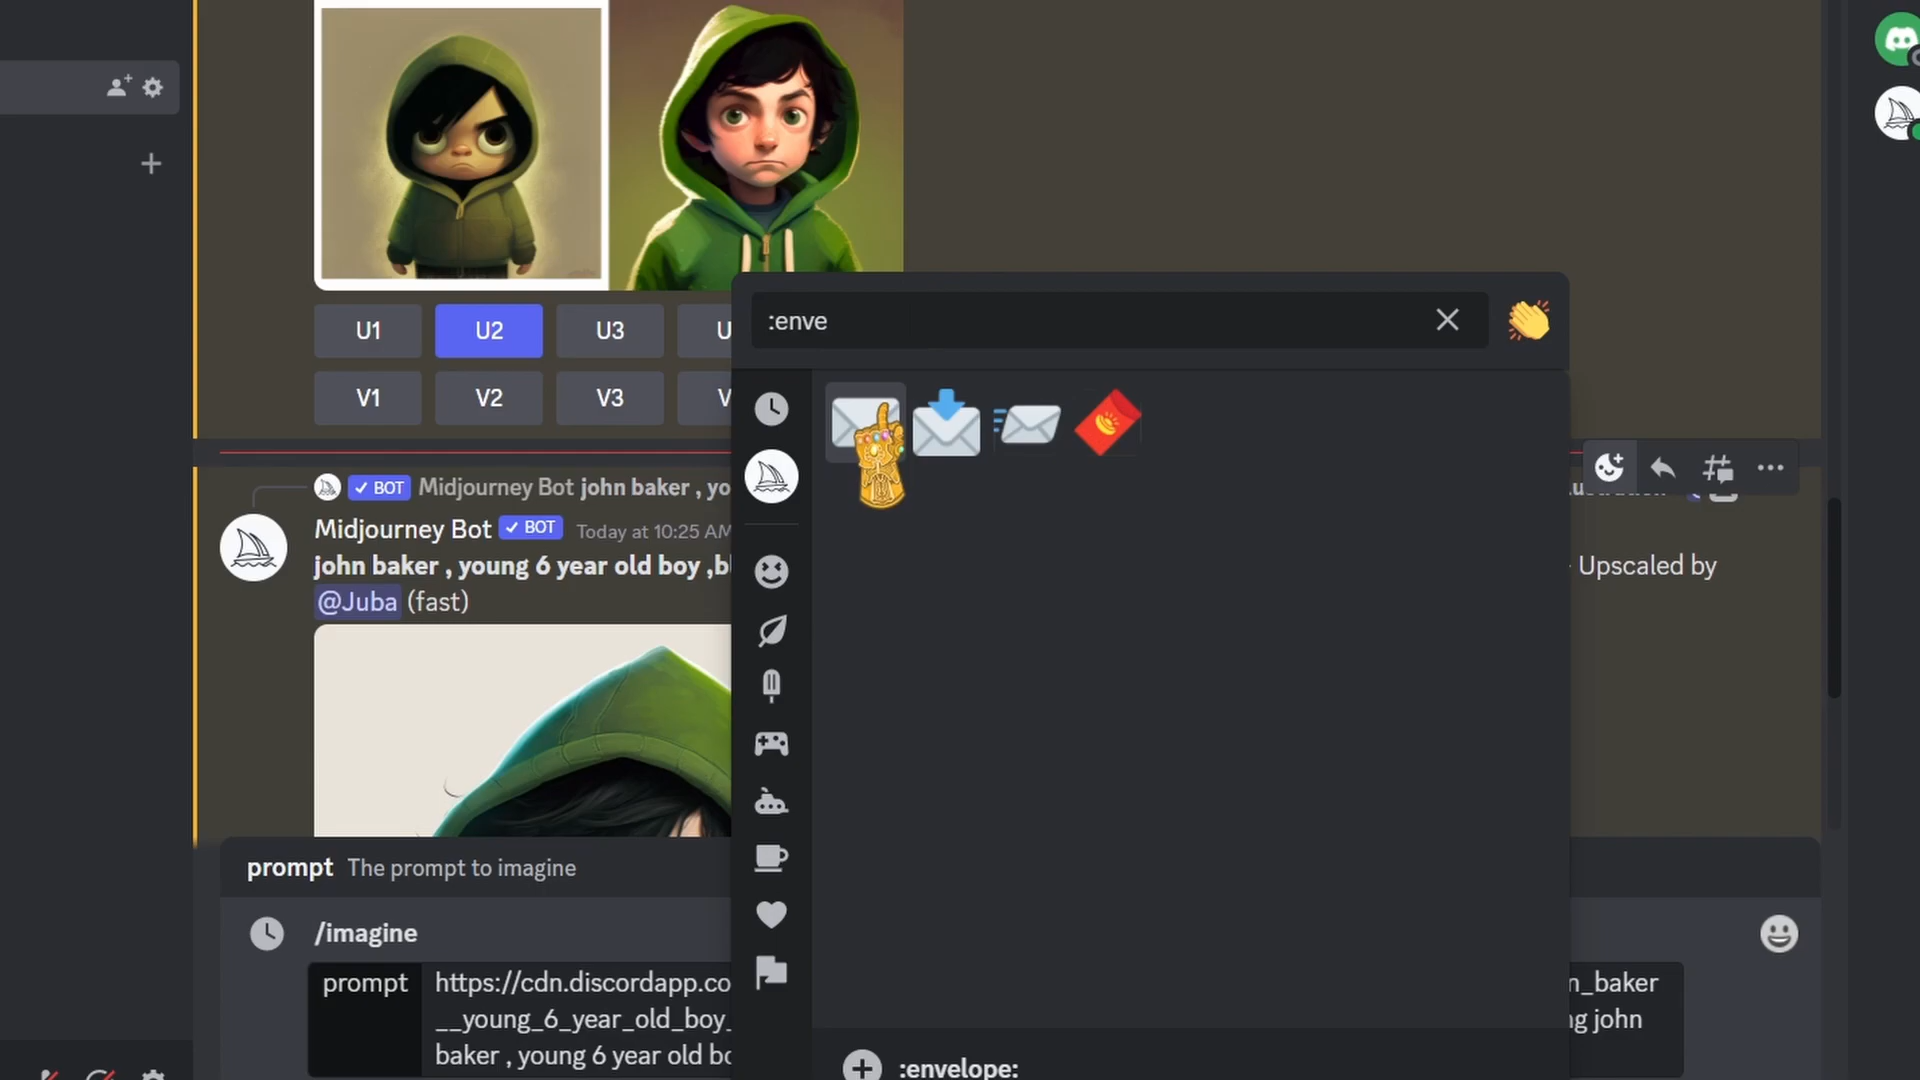 :enve
U1 U2 U3
V1 V2 V3
BOT Midjourney Bot john baker , yo
Midjourney Bot BOT Today at 10:25 AM
john baker , young 6 year old boy ,bl - Upscaled by
@Juba (fast)
prompt The prompt to imagine
/imagine
prompt https://cdn.discordapp.co n_baker
__young_6_year_old_boy_ ng john
baker , young 6 year old bo
:envelope: